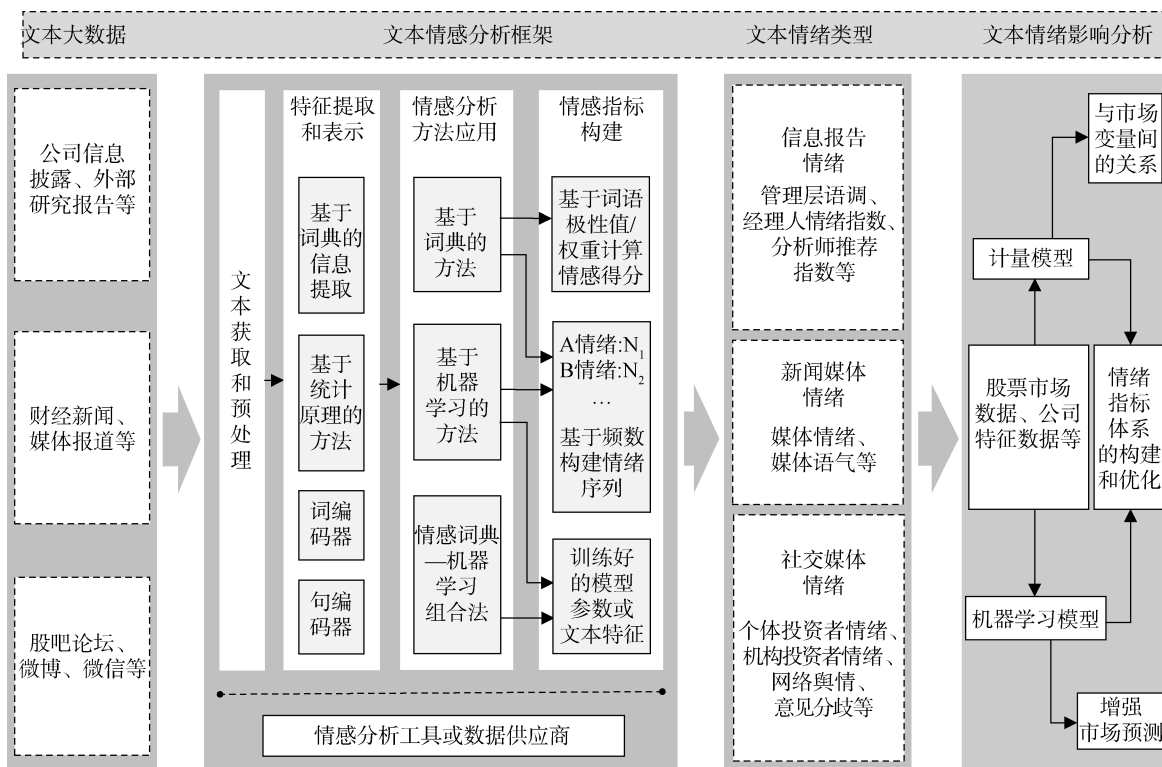 文本大数据
文本情感分析框架
文本情绪类型
文本情绪影响分析
公司信息
披露、外部
研究报告等
财经新闻、
媒体报道等
股吧论坛、
微博、微信等
文本获取和预处理
特征提取
和表示
基于
词典的
信息
提取
基于
统计
原理的
方法
词编
码器
句编
码器
情感分析
方法应用
基于
词典的
方法
基于
机器
学习的
方法
情感词典
—机器
学习
组合法
情感指标
构建
基于词语
极性值/
权重计算
情感得分
A情绪:N₁
B情绪:N₂
…
基于频数
构建情绪
序列
训练好
的模型
参数或
文本特征
情感分析工具或数据供应商
信息报告
情绪
管理层语调、
经理人情绪指数、
分析师推荐
指数等
新闻媒体
情绪
媒体情绪、
媒体语气等
社交媒体
情绪
个体投资者情绪、
机构投资者情绪、
网络舆情、
意见分歧等
与市场
变量间
的关系
计量模型
股票市场
数据、公司
特征数据等
情绪
指标
体系
的构建
和优化
机器学习模型
增强
市场预测